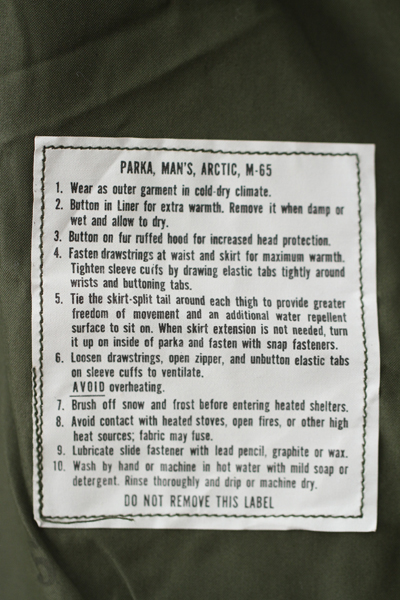 PARKA, MAN'S, ARCTIC, M-65
1. Wear as outer garment in cold-dry climate.
2. Button in Liner for extra warmth. Remove it when damp or
wet and allow to dry.
3. Button on fur ruffed hood for increased head protection.
4. Fasten drawstrings at waist and skirt for maximum warmth.
Tighten sleeve cuffs by drawing elastic tabs tightly around
wrists and buttoning tabs.
5. Tie the skirt-split tail around each thigh to provide greater
freedom of movement and an additional water repellent
surface to sit on. When skirt extension is not needed, turn
it up on inside of parka and fasten with snap fasteners.
6. Loosen drawstrings, open zipper, and unbutton elastic tabs
on sleeve cuffs to ventilate.
AVOID overheating.
7. Brush off snow and frost before entering heated shelters.
8. Avoid contact with heated stoves, open fires, or other high
heat sources; fabric may fuse.
9. Lubricate slide fastener with lead pencil, graphite or wax.
10. Wash by hand or machine in hot water with mild soap or
detergent. Rinse thoroughly and drip or machine dry.
DO NOT REMOVE THIS LABEL